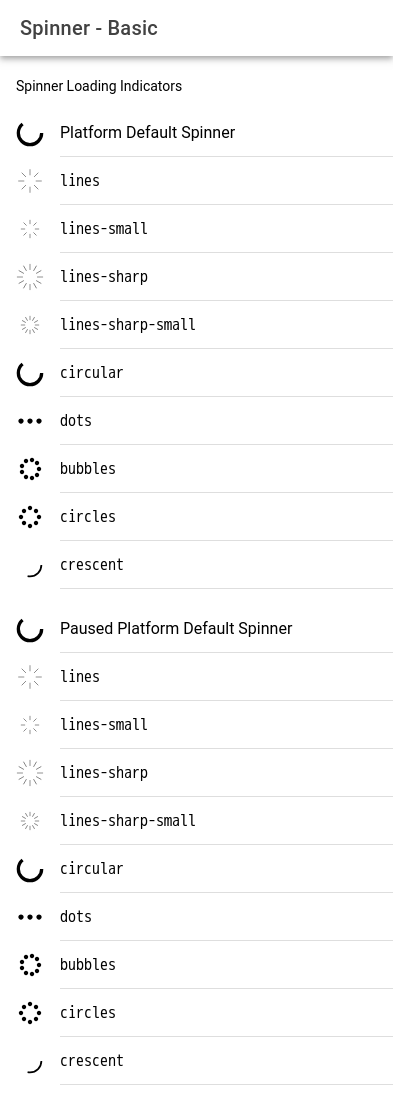 Spinner - Basic
Spinner Loading Indicators
Platform Default Spinner
lines
lines-small
lines-sharp
lines-sharp-small
circular
dots
bubbles
circles
crescent
Paused Platform Default Spinner
lines
lines-small
lines-sharp
lines-sharp-small
circular
dots
bubbles
circles
crescent